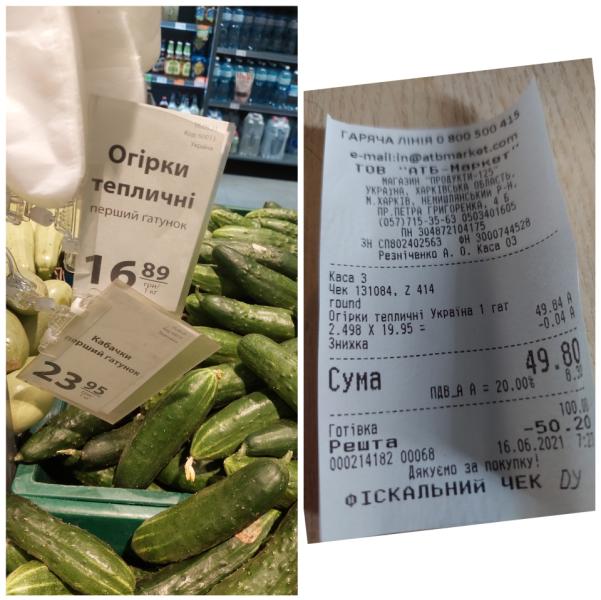 Код: 60011
Україна
Огірки
тепличні
перший гатунок
16 89
грн/
1 кг
Кабачки
перший гатунок
23 95
ГАРЯЧА ЛІНІЯ 0 800 500 415
e-mail:in@atbmarket.com
ТОВ "АТБ-Маркет"
МАГАЗИН "ПРОДУКТИ-125"
УКРАЇНА, ХАРКІВСЬКА ОБЛАСТЬ,
М.ХАРКІВ, НЕМИШЛЯНСЬКИЙ Р-Н,
ПР.ПЕТРА ГРИГОРЕНКА, 4 Б
(057)715-35-63 0503401605
ПН 304872104175
ЗН СП802402563 ФН 3000744528
Резніченко А. О. Каса 03
Каса 3
Чек 131084, Z 414
round
Огірки тепличні Україна 1 гат
2.498 X 19.95 = 49.84 А
Знижка -0.04 А
Сума 49.80
ПДВ_А А = 20.00% 8.30
Готівка 100.00
Решта -50.20
000214182 00068 16.06.2021
Дякуємо за покупку!
ФІСКАЛЬНИЙ ЧЕК